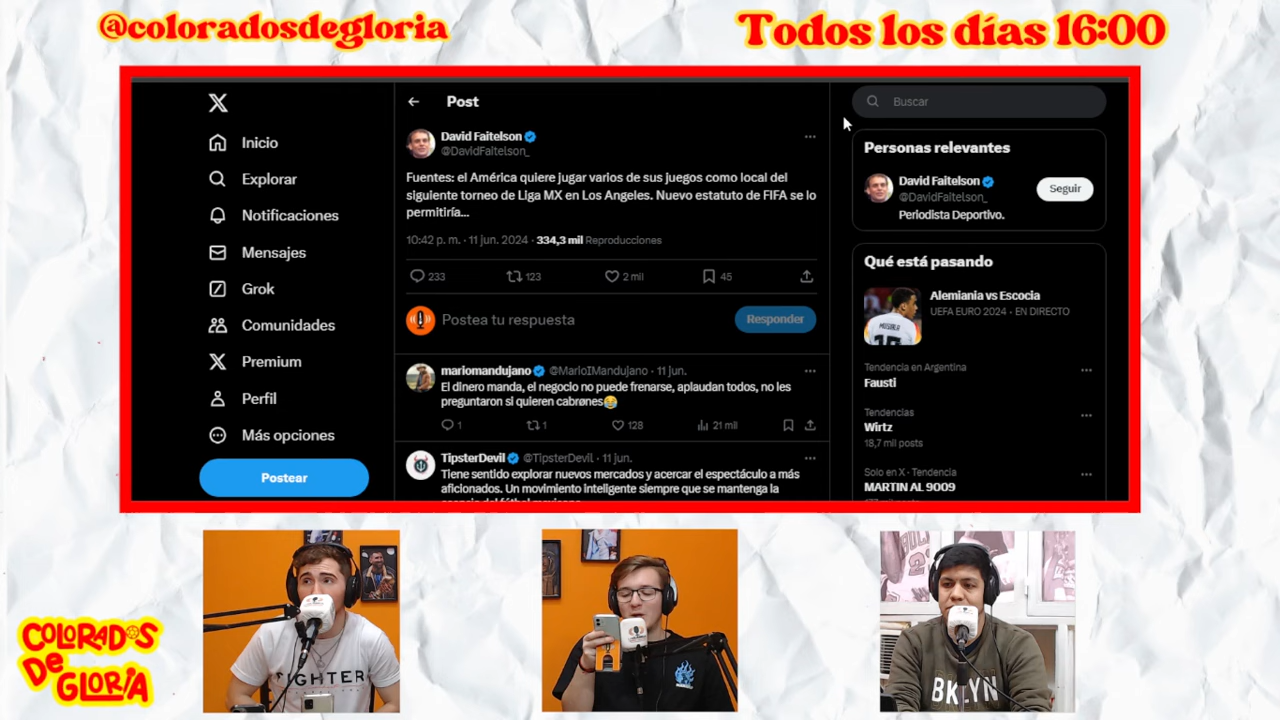 @coloradosdegloria
Todos los días 16:00
Inicio
Explorar
Notificaciones
Mensajes
Grok
Comunidades
Premium
Perfil
Más opciones
Postear
Post
David Faitelson
@DavidFaitelson_
Fuentes: el América quiere jugar varios de sus juegos como local del
siguiente torneo de Liga MX en Los Angeles. Nuevo estatuto de FIFA se lo
permitiría...
10:42 p. m. · 11 jun. 2024 · 334,3 mil Reproducciones
233 123 2 mil 45
Postea tu respuesta
Responder
mariomandujano @MarioIMandujano · 11 jun.
El dinero manda, el negocio no puede frenarse, aplaudan todos, no les
preguntaron si quieren cabrønes😂
1 1 128 21 mil
TipsterDevil @TipsterDevil · 11 jun.
Tiene sentido explorar nuevos mercados y acercar el espectáculo a más
aficionados. Un movimiento inteligente siempre que se mantenga la
Buscar
Personas relevantes
David Faitelson
@DavidFaitelson_
Seguir
Periodista Deportivo.
Qué está pasando
Alemiania vs Escocia
UEFA EURO 2024 · EN DIRECTO
MUSIALA
Tendencia en Argentina
Fausti
Tendencias
Wirtz
18,7 mil posts
Solo en X · Tendencia
MARTIN AL 9009
COLORADOS
DE
GLORIA
FIGHTER
BKLYN